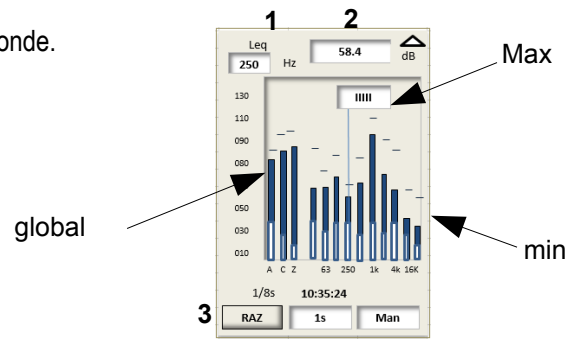 1 2
onde.
Leq 58.4 dB
250 Hz
Max
IIIII
130
110
090
080
050
030
010
global
min
A C Z 63 250 1k 4k 16K
1/8s 10:35:24
3 RAZ 1s Man